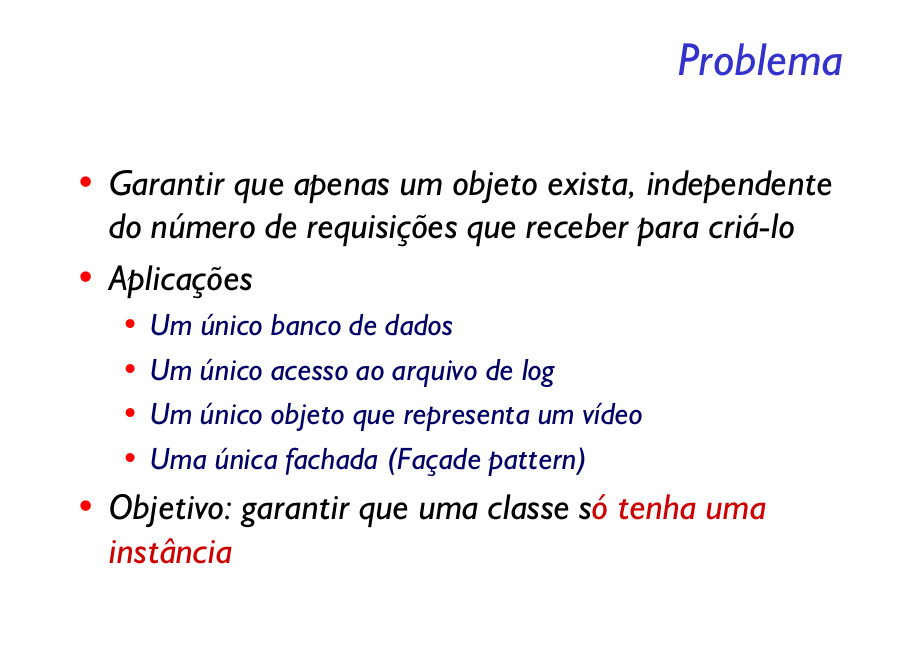 Problema
• Garantir que apenas um objeto exista, independente
do número de requisições que receber para criá-lo
• Aplicações
• Um único banco de dados
• Um único acesso ao arquivo de log
• Um único objeto que representa um vídeo
• Uma única fachada (Façade pattern)
• Objetivo: garantir que uma classe só tenha uma
instância